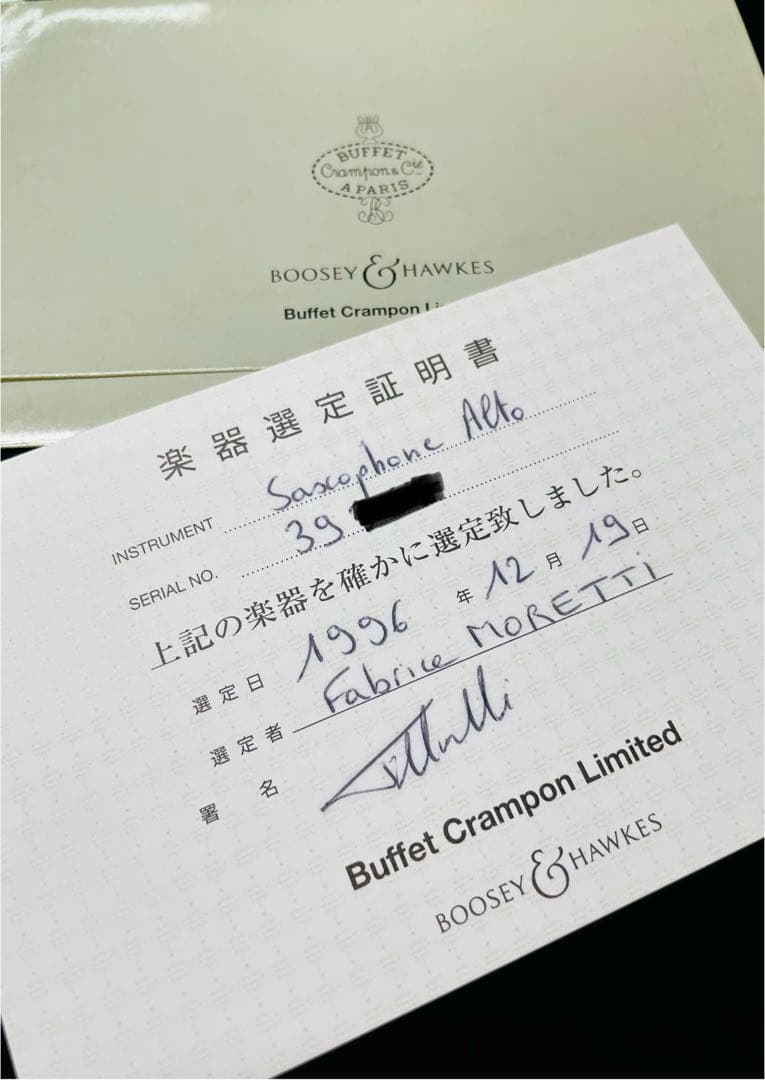 BUFFET
Crampon & Cie
A PARIS
BOOSEY & HAWKES
Buffet Crampon Li
楽器選定証明書
INSTRUMENT Saxophone Alto
SERIAL NO. 39
上記の楽器を確かに選定致しました。
選定日 1996 年 12 月 19 日
選定者 Fabrice MORETTI
署名
Buffet Crampon Limited
BOOSEY & HAWKES